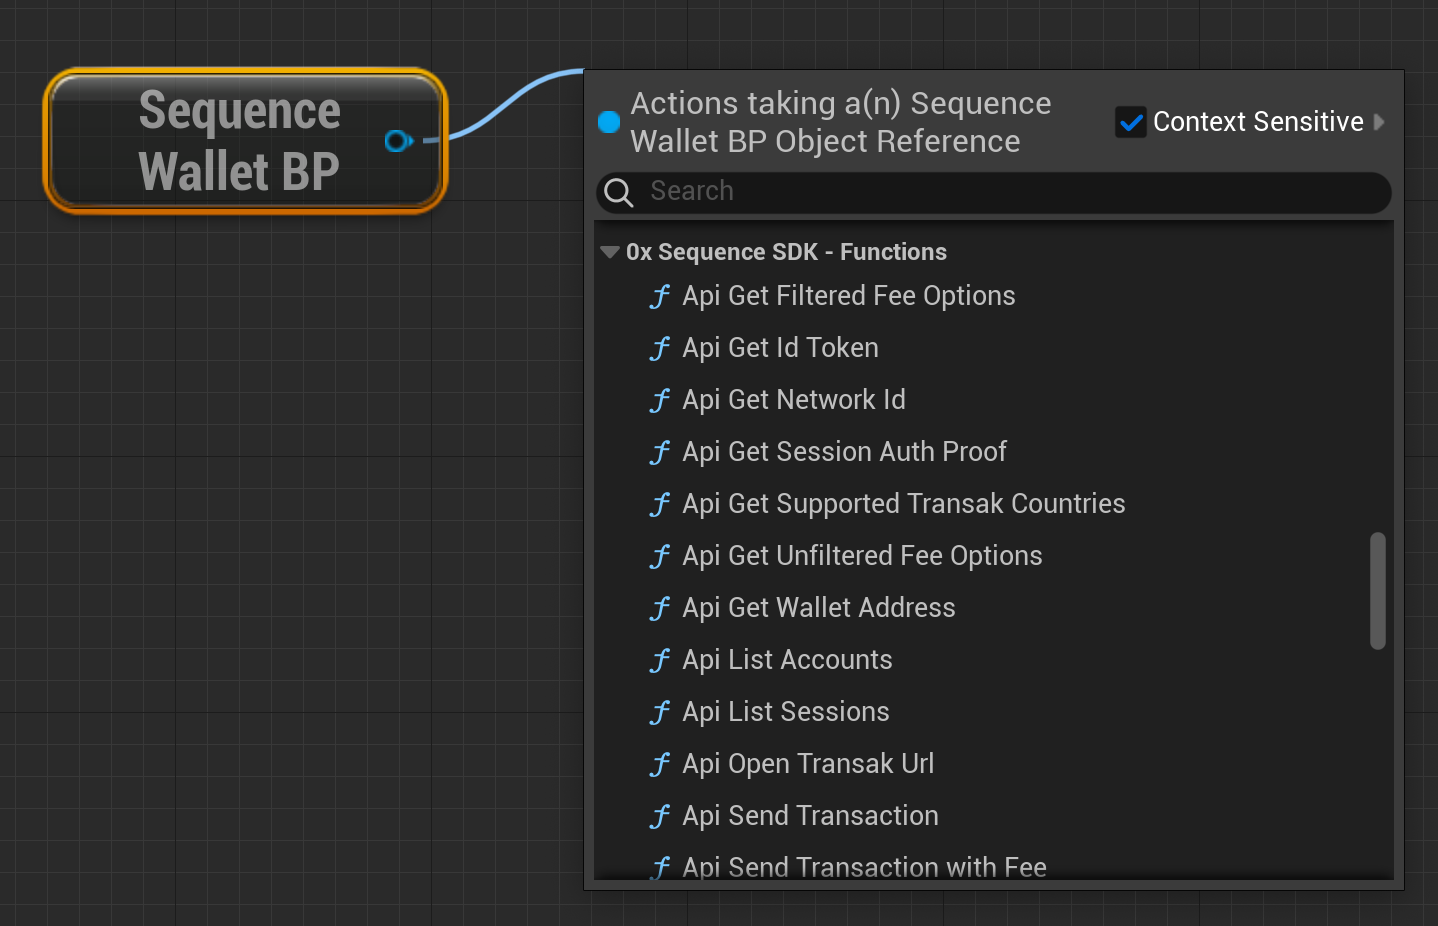 Sequence
Wallet BP
Actions taking a(n) Sequence
Wallet BP Object Reference
Context Sensitive
Search
0x Sequence SDK - Functions
Api Get Filtered Fee Options
Api Get Id Token
Api Get Network Id
Api Get Session Auth Proof
Api Get Supported Transak Countries
Api Get Unfiltered Fee Options
Api Get Wallet Address
Api List Accounts
Api List Sessions
Api Open Transak Url
Api Send Transaction
Api Send Transaction with Fee